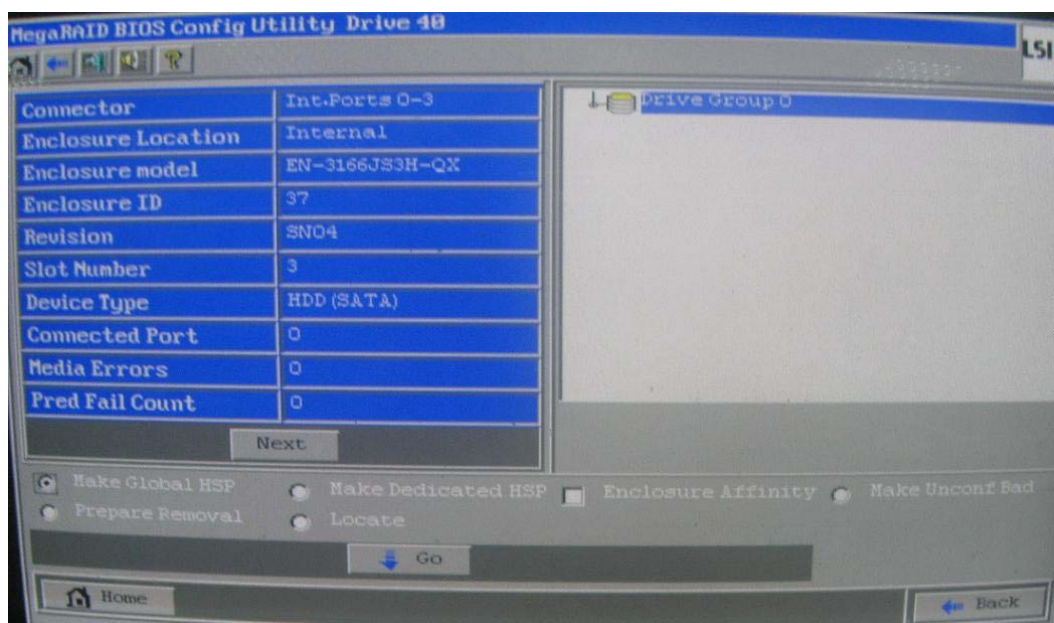 MegaRAID BIOS Config Utility Drive 40
LSI
Connector Int.Ports 0-3
Enclosure Location Internal
Enclosure model EN-3166JS3H-QX
Enclosure ID 37
Revision SN04
Slot Number 3
Device Type HDD (SATA)
Connected Port 0
Media Errors 0
Pred Fail Count 0
Next
Drive Group 0
Make Global HSP Make Dedicated HSP Enclosure Affinity Make Unconf Bad
Prepare Removal Locate
Go
Home
Back